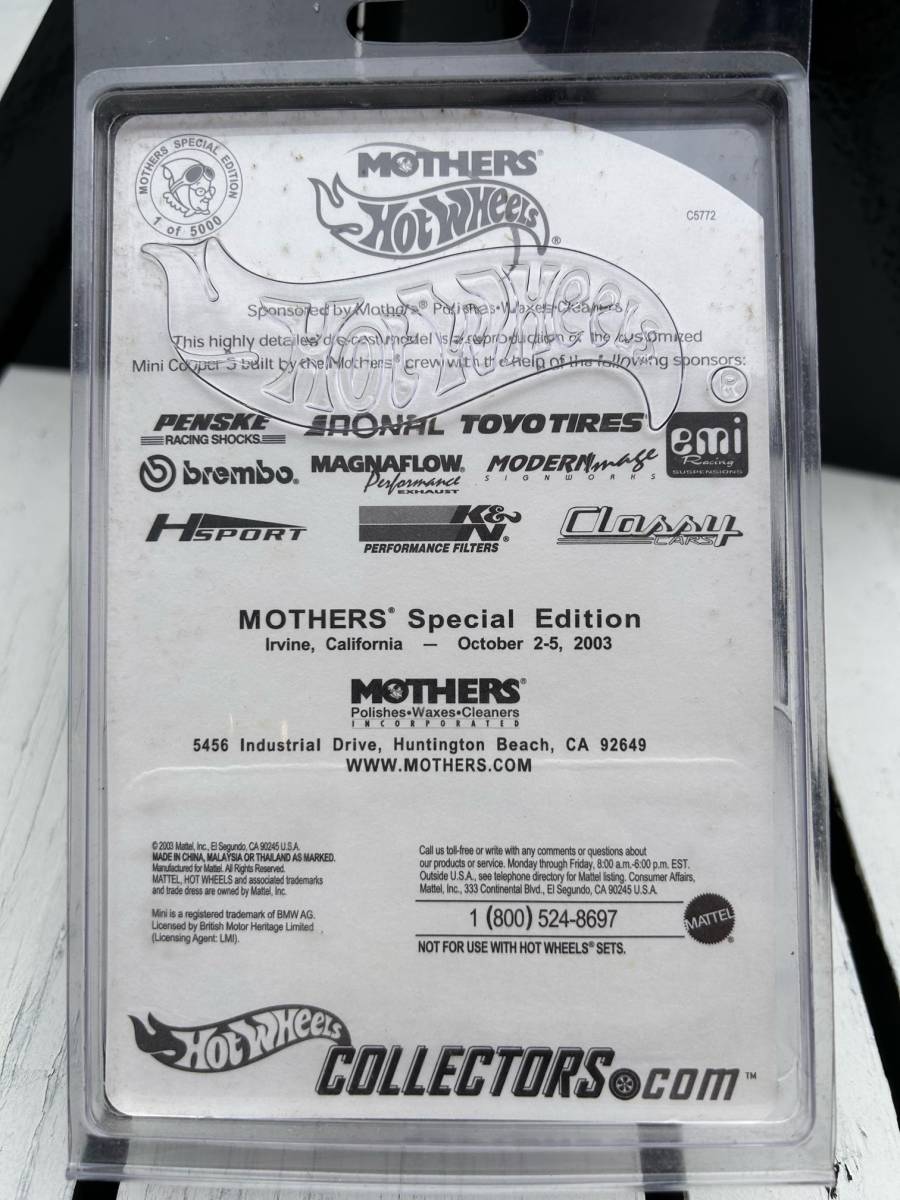 MOTHERS SPECIAL EDITION
1 of 5000
MOTHERS®
Hot Wheels®
C5772
Hot Wheels ®
Sponsored by Mothers® Polishes•Waxes•Cleaners
This highly detailed die-cast model is a reproduction of the customized
Mini Cooper S built by the Mothers® crew with the help of the following sponsors:
PENSKE
RACING SHOCKS
RONAL
TOYO TIRES
emi
Racing
SUSPENSIONS
brembo®
MAGNAFLOW®
Performance
EXHAUST
MODERN Image
SIGNWORKS
H SPORT
K&N®
PERFORMANCE FILTERS
Classy
CARS
MOTHERS® Special Edition
Irvine, California — October 2-5, 2003
MOTHERS®
Polishes•Waxes•Cleaners
INCORPORATED
5456 Industrial Drive, Huntington Beach, CA 92649
WWW.MOTHERS.COM
© 2003 Mattel, Inc., El Segundo, CA 90245 U.S.A.
MADE IN CHINA, MALAYSIA OR THAILAND AS MARKED.
Manufactured for Mattel. All Rights Reserved.
MATTEL, HOT WHEELS and associated trademarks
and trade dress are owned by Mattel, Inc.
Mini is a registered trademark of BMW AG.
Licensed by British Motor Heritage Limited
(Licensing Agent: LMI).
Call us toll-free or write with any comments or questions about
our products or service. Monday through Friday, 8:00 a.m.-6:00 p.m. EST.
Outside U.S.A., see telephone directory for Mattel listing. Consumer Affairs,
Mattel, Inc., 333 Continental Blvd., El Segundo, CA 90245 U.S.A.
1 (800) 524-8697
MATTEL®
NOT FOR USE WITH HOT WHEELS® SETS.
Hot Wheels
COLLECTORS.com™